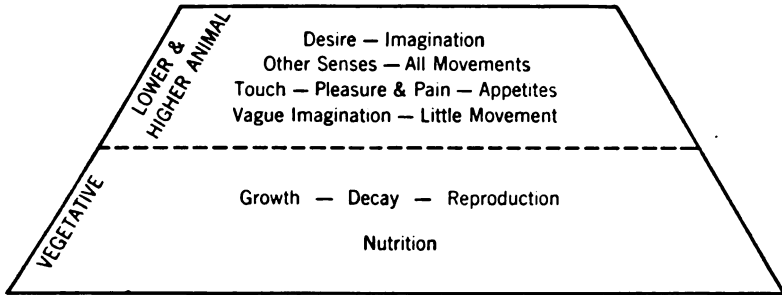 LOWER &
HIGHER ANIMAL
Desire — Imagination
Other Senses — All Movements
Touch — Pleasure & Pain — Appetites
Vague Imagination — Little Movement
VEGETATIVE
Growth — Decay — Reproduction
Nutrition